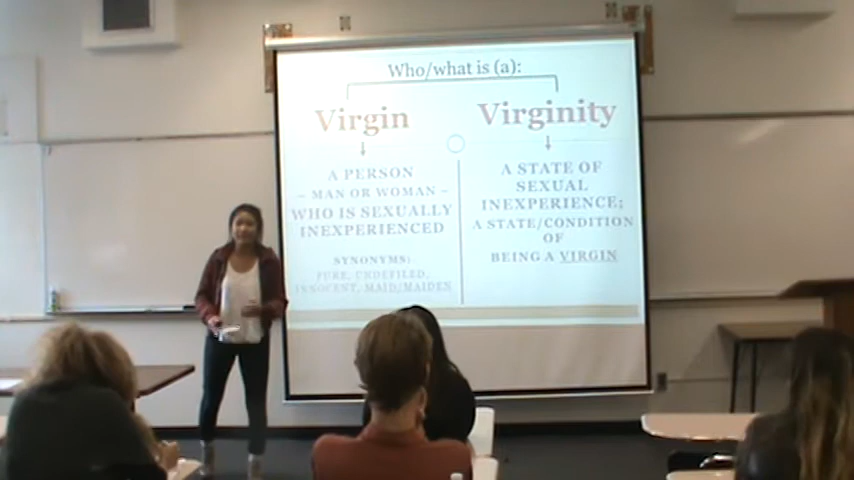 Who/what is (a):
Virgin
A PERSON
– MAN OR WOMAN –
WHO IS SEXUALLY
INEXPERIENCED
SYNONYMS:
PURE, UNDEFILED,
INNOCENT, MAID/MAIDEN
Virginity
A STATE OF
SEXUAL
INEXPERIENCE;
A STATE/CONDITION
OF
BEING A VIRGIN